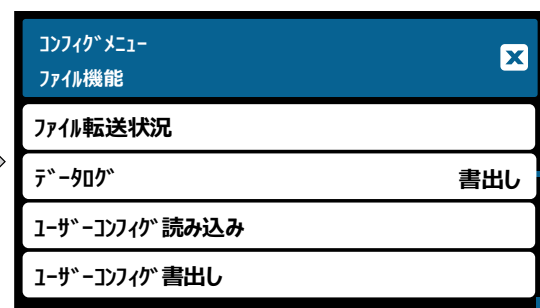 ｺﾝﾌｨｸﾞﾒﾆｭｰ
ﾌｧｲﾙ機能
ﾌｧｲﾙ転送状況
ﾃﾞｰﾀﾛｸﾞ 書出し
ﾕｰｻﾞｰｺﾝﾌｨｸﾞ読み込み
ﾕｰｻﾞｰｺﾝﾌｨｸﾞ書出し